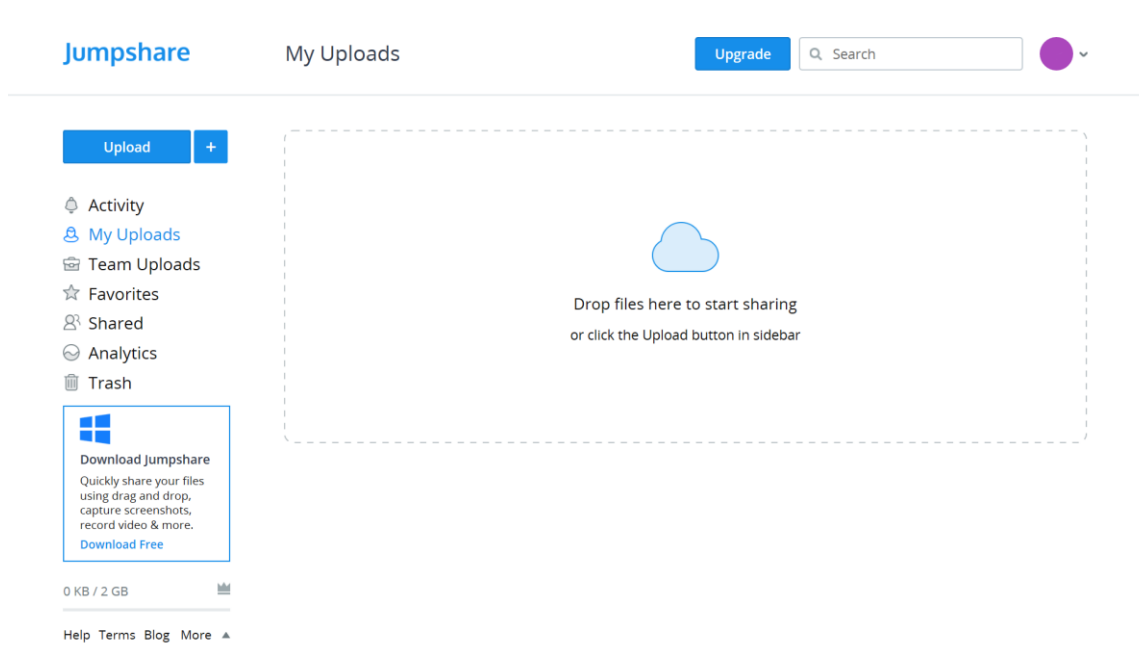 Jumpshare
My Uploads
Upgrade
Search
Upload
+
Activity
My Uploads
Team Uploads
Favorites
Shared
Analytics
Trash
Download Jumpshare
Quickly share your files
using drag and drop,
capture screenshots,
record video & more.
Download Free
0 KB / 2 GB
Help Terms Blog More
Drop files here to start sharing
or click the Upload button in sidebar